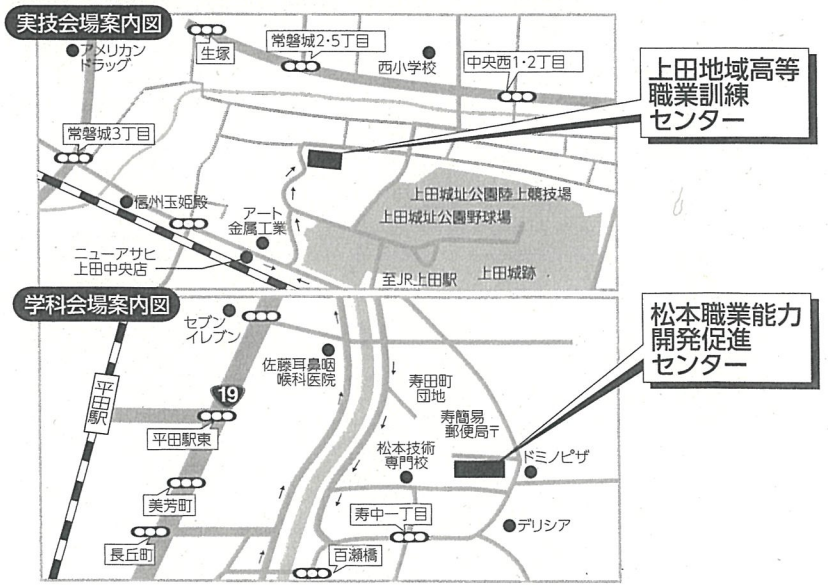 実技会場案内図
アメリカン
ドラッグ
生塚
常磐城2・5丁目
西小学校
中央西1・2丁目
上田地域高等
職業訓練
センター
常磐城3丁目
信州玉姫殿
アート
金属工業
ニューアサヒ
上田中央店
上田城址公園陸上競技場
上田城址公園野球場
至JR上田駅
上田城跡
学科会場案内図
セブン
イレブン
佐藤耳鼻咽
喉科医院
平田駅
19
平田駅東
寿田町
団地
寿簡易
郵便局〒
松本職業能力
開発促進
センター
松本技術
専門校
ドミノピザ
美芳町
寿中一丁目
デリシア
長丘町
百瀬橋